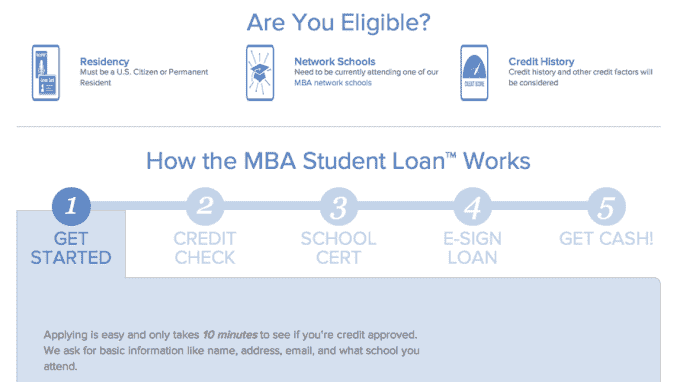 Are You Eligible?
Residency
Must be a U.S. Citizen or Permanent
Resident
Network Schools
Need to be currently attending one of our
MBA network schools
Credit History
Credit history and other credit factors will
be considered
How the MBA Student Loan™ Works
1
GET
STARTED
2
CREDIT
CHECK
3
SCHOOL
CERT
4
E-SIGN
LOAN
5
GET CASH!
Applying is easy and only takes 10 minutes to see if you're credit approved.
We ask for basic information like name, address, email, and what school you
attend.